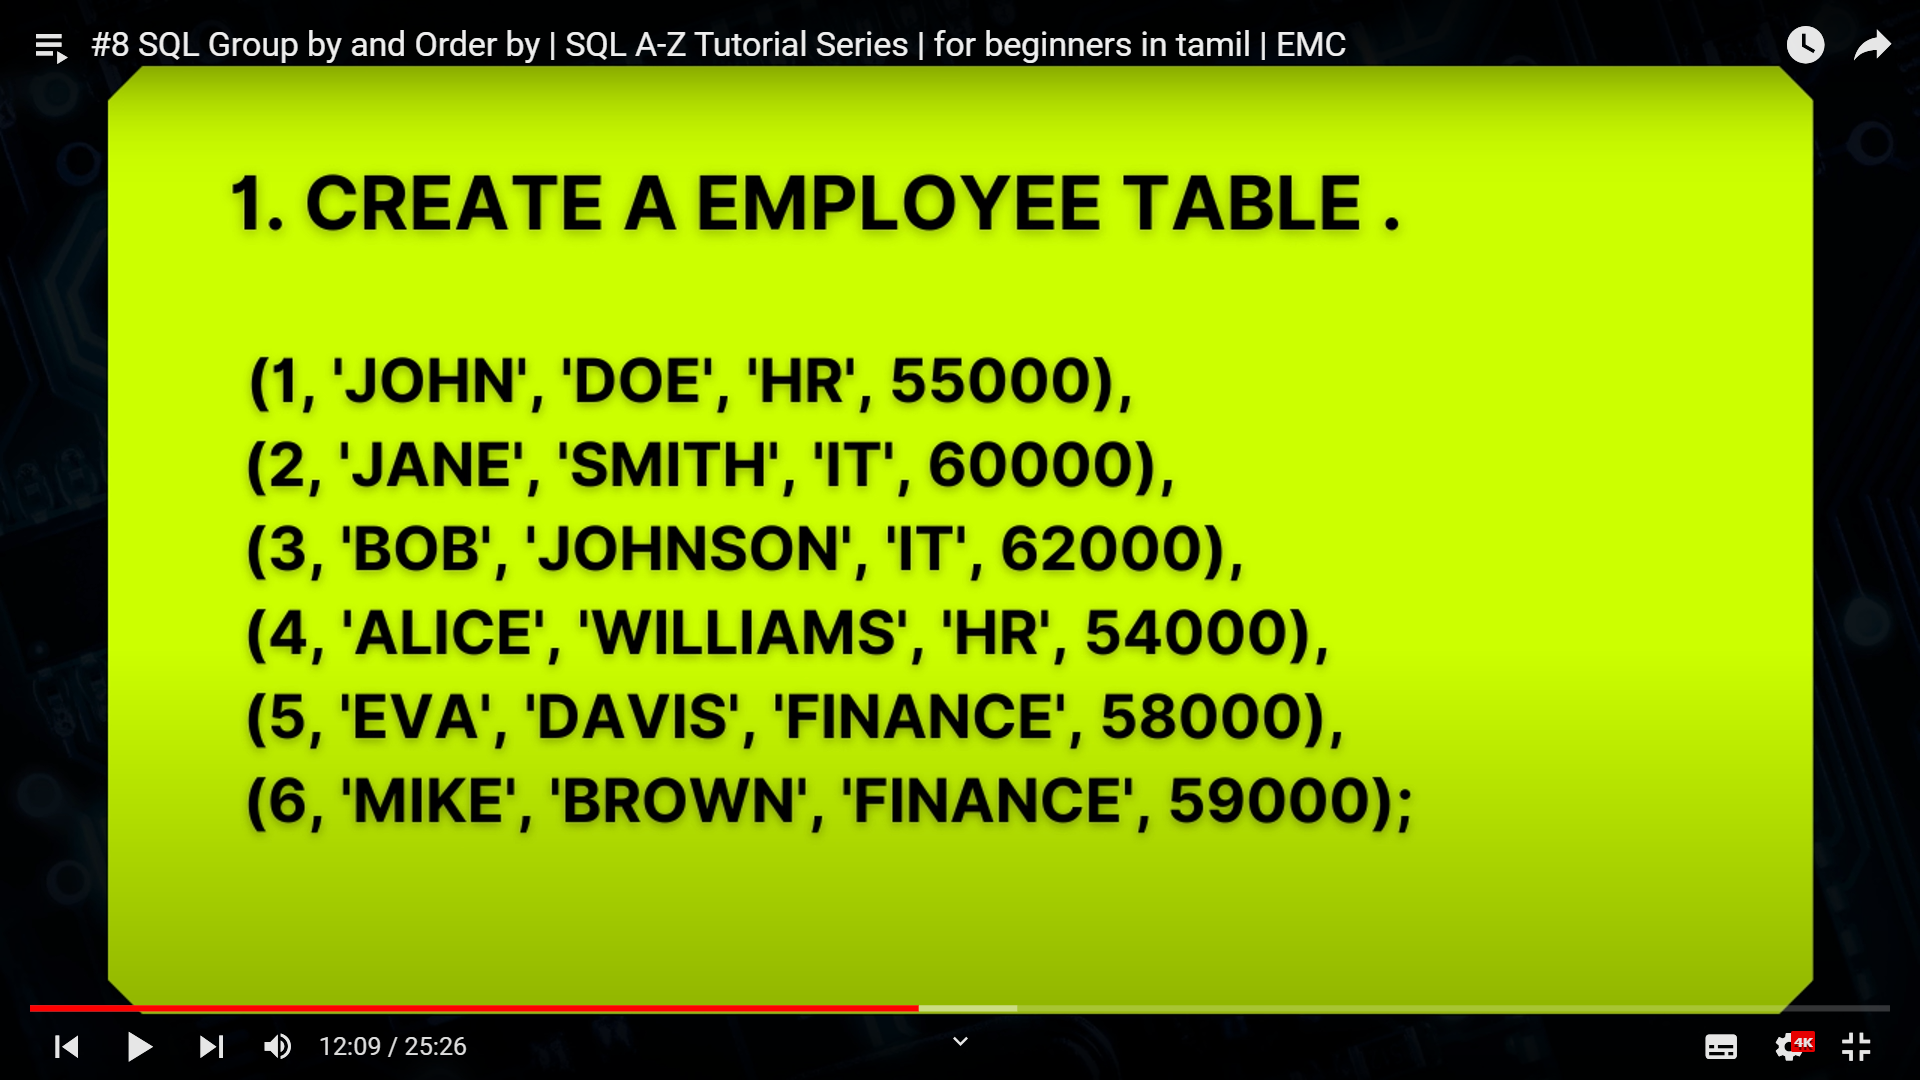 #8 SQL Group by and Order by | SQL A-Z Tutorial Series | for beginners in tamil | EMC
1. CREATE A EMPLOYEE TABLE .
(1, 'JOHN', 'DOE', 'HR', 55000),
(2, 'JANE', 'SMITH', 'IT', 60000),
(3, 'BOB', 'JOHNSON', 'IT', 62000),
(4, 'ALICE', 'WILLIAMS', 'HR', 54000),
(5, 'EVA', 'DAVIS', 'FINANCE', 58000),
(6, 'MIKE', 'BROWN', 'FINANCE', 59000);
12:09 / 25:26
4K